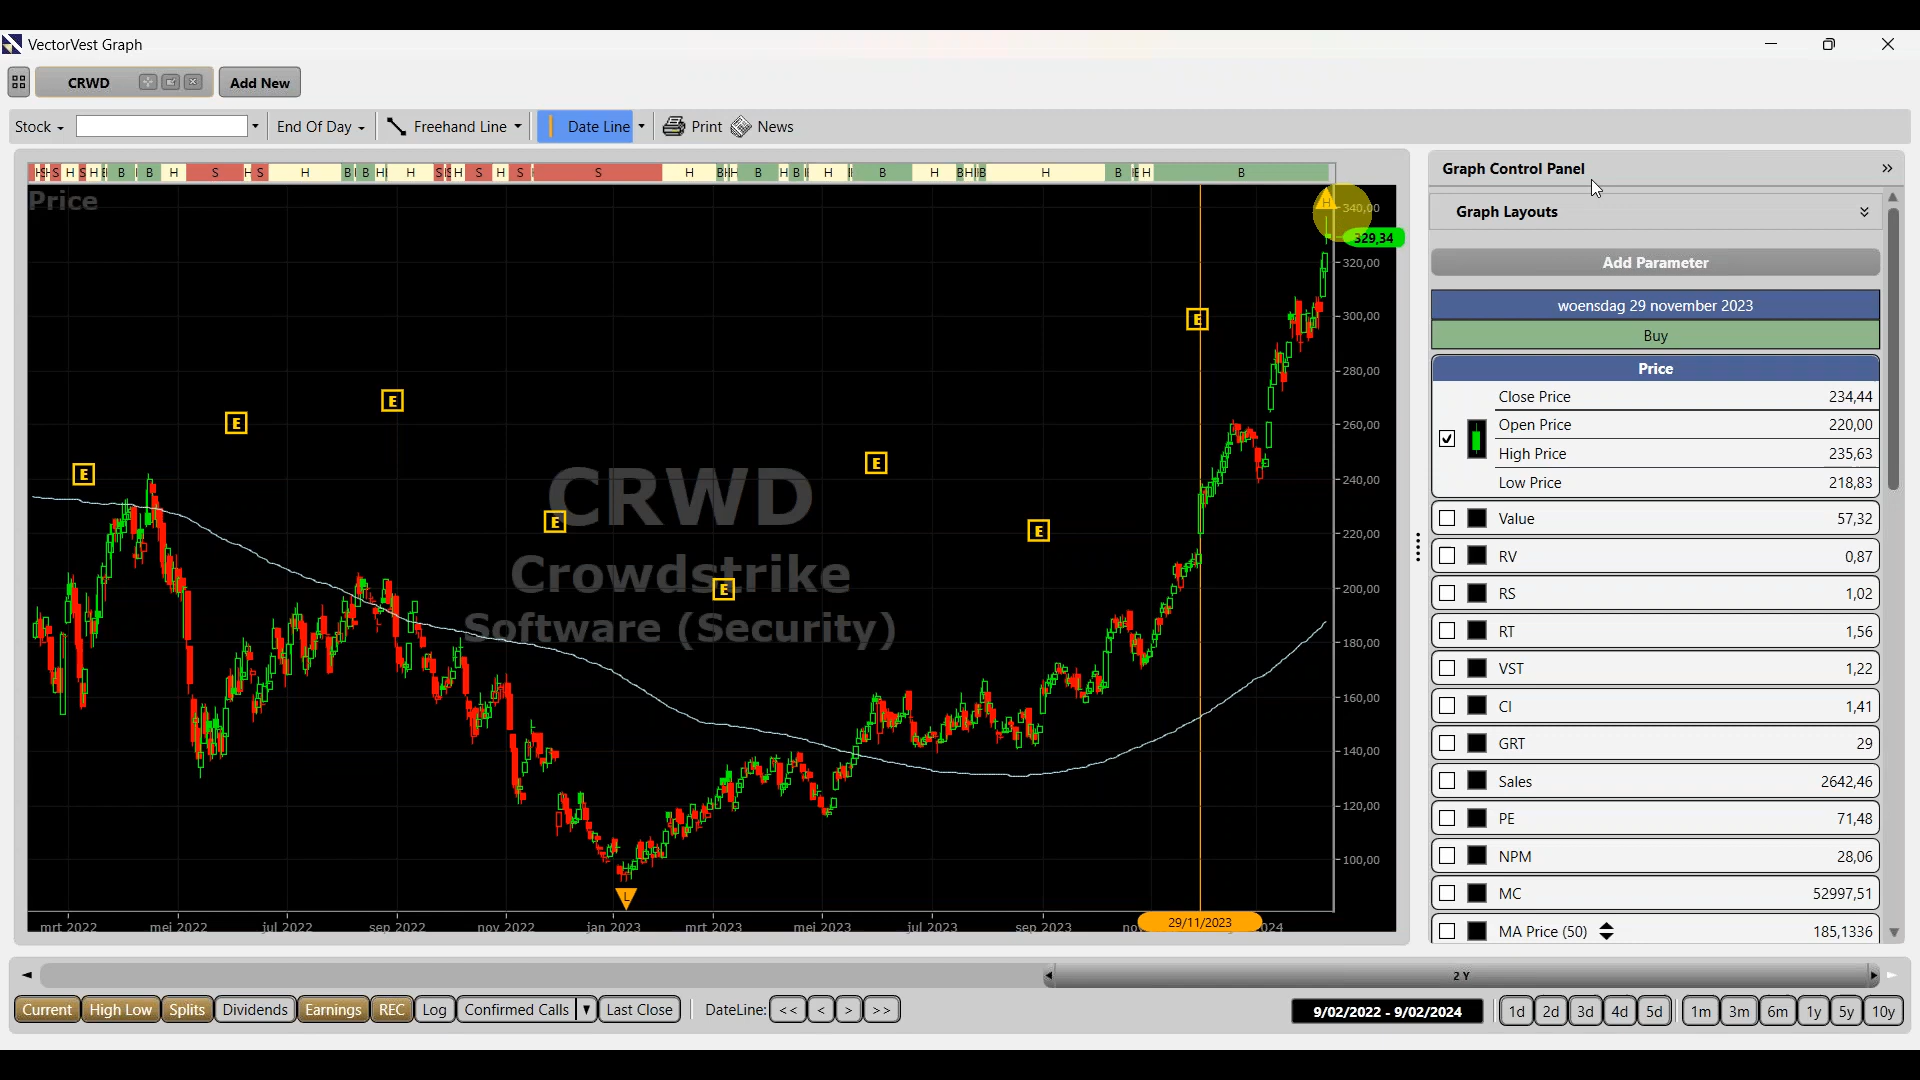 VectorVest Graph
CRWD
Add New
Stock
End Of Day
Freehand Line
Date Line
Print
News
B B H S H S H B B H S H S H S S H B H B H B H B H H B H B
Price
H
340,00
329,34
320,00
300,00
280,00
260,00
240,00
220,00
200,00
180,00
160,00
140,00
120,00
100,00
E
E
E
E
E
E
E
E
CRWD
Crowdstrike
Software (Security)
L
mrt 2022 mei 2022 jul 2022 sep 2022 nov 2022 jan 2023 mrt 2023 mei 2023 jul 2023 sep 2023 29/11/2023
Graph Control Panel
Graph Layouts
Add Parameter
woensdag 29 november 2023
Buy
Price
Close Price 234,44
Open Price 220,00
High Price 235,63
Low Price 218,83
Value 57,32
RV 0,87
RS 1,02
RT 1,56
VST 1,22
CI 1,41
GRT 29
Sales 2642,46
PE 71,48
NPM 28,06
MC 52997,51
MA Price (50) 185,1336
2 Y
Current High Low Splits Dividends Earnings REC Log Confirmed Calls Last Close DateLine: << < > >> 9/02/2022 - 9/02/2024 1d 2d 3d 4d 5d 1m 3m 6m 1y 5y 10y